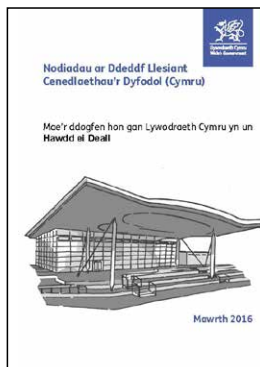 Llywodraeth Cymru
Welsh Government
Nodiadau ar Ddeddf Llesiant
Cenedlaethau'r Dyfodol (Cymru)
Mae'r ddogfen hon gan Lywodraeth Cymru yn un
Hawdd ei Deall
Mawrth 2016